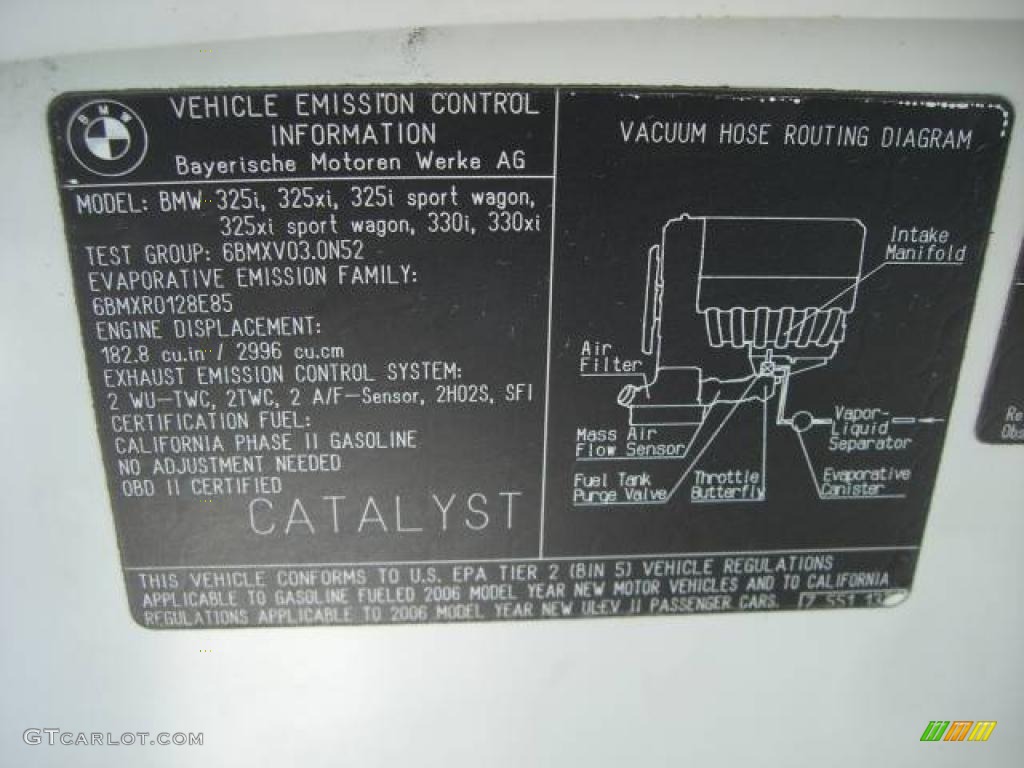 BMW
VEHICLE EMISSION CONTROL
INFORMATION
Bayerische Motoren Werke AG
MODEL: BMW 325i, 325xi, 325i sport wagon,
325xi sport wagon, 330i, 330xi
TEST GROUP: 6BMXV03.0N52
EVAPORATIVE EMISSION FAMILY:
6BMXR0128E85
ENGINE DISPLACEMENT:
182.8 cu.in / 2996 cu.cm
EXHAUST EMISSION CONTROL SYSTEM:
2 WU-TWC, 2TWC, 2 A/F-Sensor, 2HO2S, SFI
CERTIFICATION FUEL:
CALIFORNIA PHASE II GASOLINE
NO ADJUSTMENT NEEDED
OBD II CERTIFIED
CATALYST
VACUUM HOSE ROUTING DIAGRAM
Intake
Manifold
Air
Filter
Mass Air
Flow Sensor
Fuel Tank
Purge Valve
Throttle
Butterfly
Vapor-
Liquid
Separator
Evaporative
Canister
THIS VEHICLE CONFORMS TO U.S. EPA TIER 2 (BIN 5) VEHICLE REGULATIONS
APPLICABLE TO GASOLINE FUELED 2006 MODEL YEAR NEW MOTOR VEHICLES AND TO CALIFORNIA
REGULATIONS APPLICABLE TO 2006 MODEL YEAR NEW ULEV II PASSENGER CARS. 7 551
Re
Obs
GTCARLOT.COM